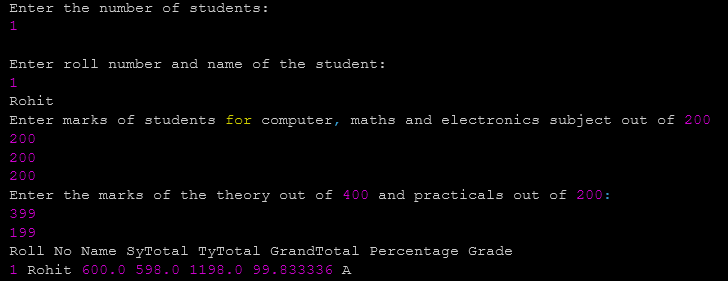 Enter the number of students:
1
Enter roll number and name of the student:
1
Rohit
Enter marks of students for computer, maths and electronics subject out of 200
200
200
200
Enter the marks of the theory out of 400 and practicals out of 200:
399
199
Roll No Name SyTotal TyTotal GrandTotal Percentage Grade
1 Rohit 600.0 598.0 1198.0 99.833336 A